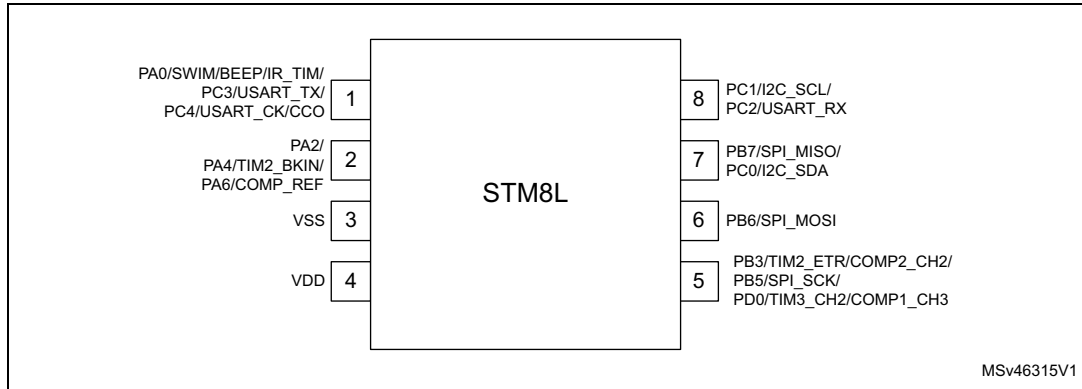 PA0/SWIM/BEEP/IR_TIM/
PC3/USART_TX/
PC4/USART_CK/CCO
1
PA2/
PA4/TIM2_BKIN/
PA6/COMP_REF
2
VSS
3
VDD
4
STM8L
8
PC1/I2C_SCL/
PC2/USART_RX
7
PB7/SPI_MISO/
PC0/I2C_SDA
6
PB6/SPI_MOSI
5
PB3/TIM2_ETR/COMP2_CH2/
PB5/SPI_SCK/
PD0/TIM3_CH2/COMP1_CH3
MSv46315V1